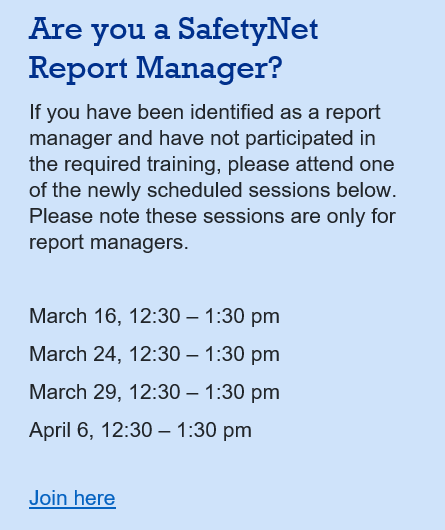 Are you a SafetyNet
Report Manager?
If you have been identified as a report
manager and have not participated in
the required training, please attend one
of the newly scheduled sessions below.
Please note these sessions are only for
report managers.
March 16, 12:30 – 1:30 pm
March 24, 12:30 – 1:30 pm
March 29, 12:30 – 1:30 pm
April 6, 12:30 – 1:30 pm
Join here